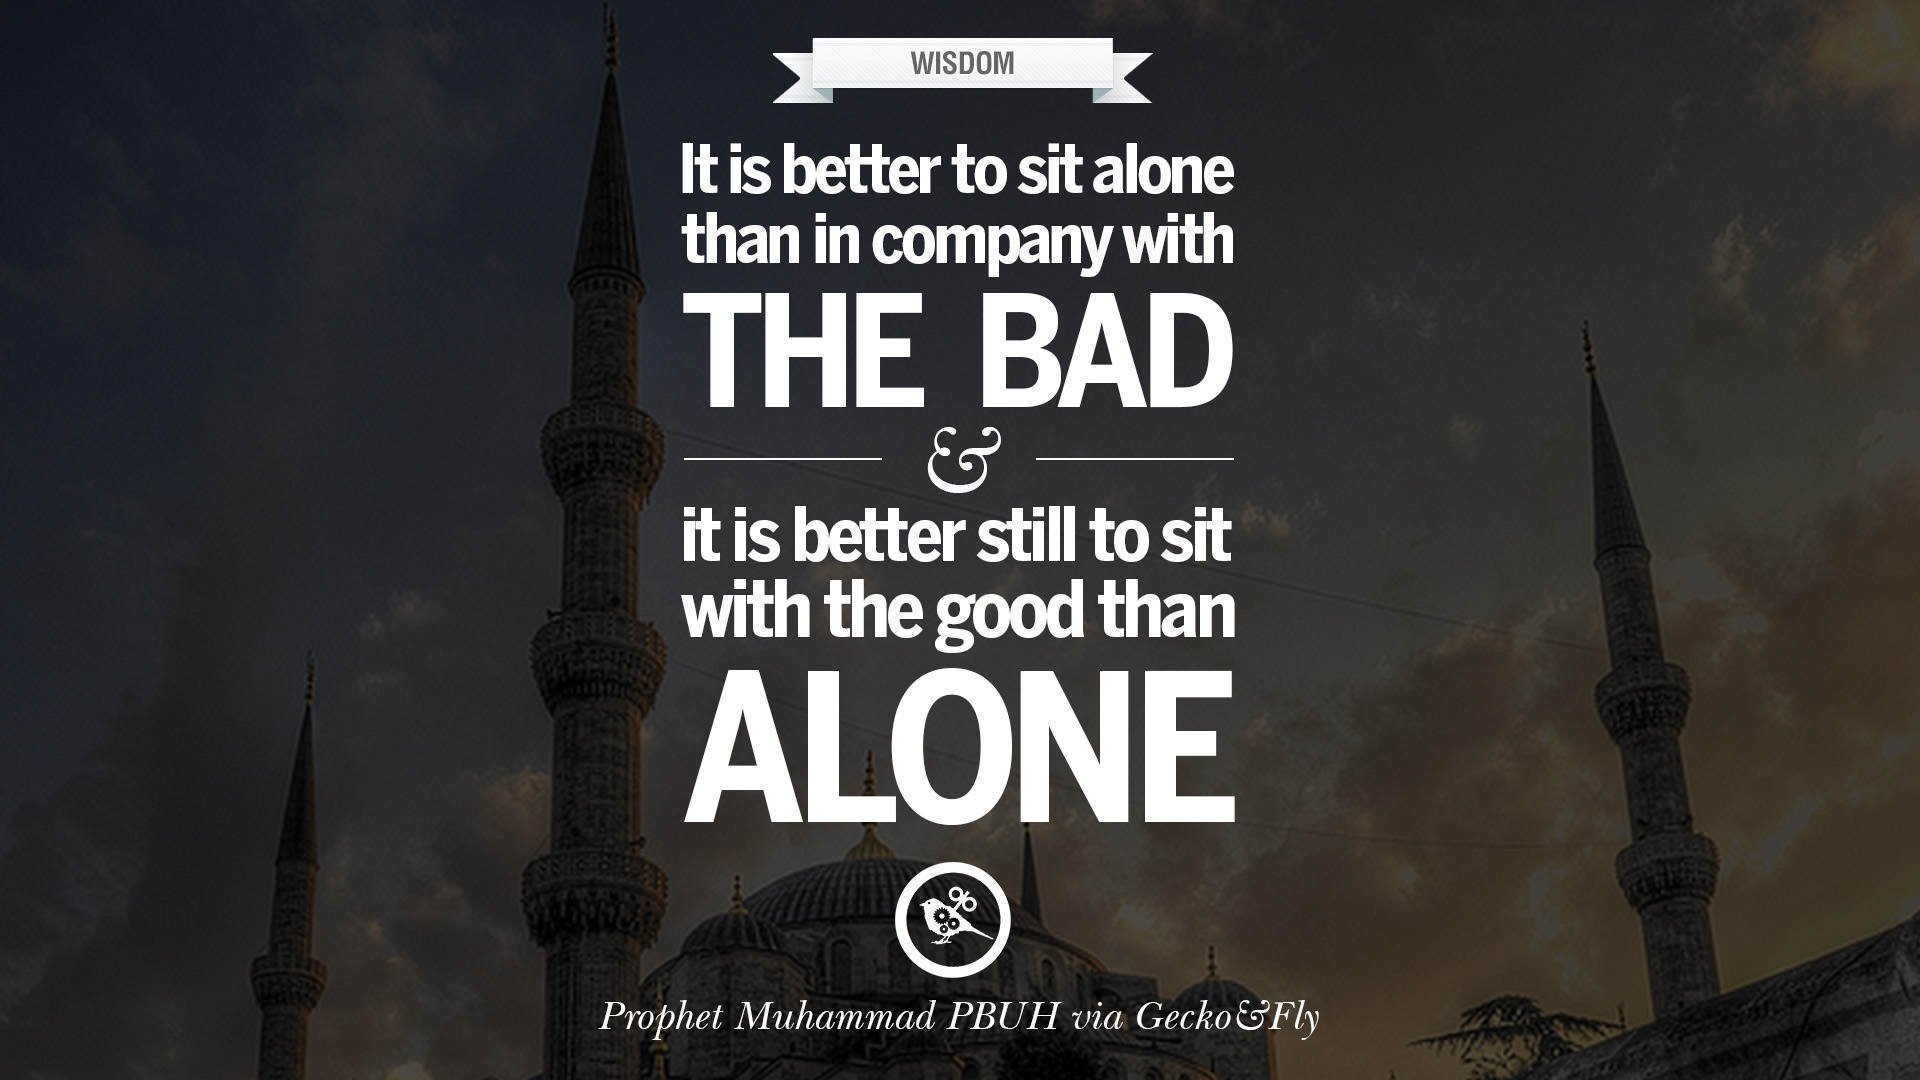 WISDOM
It is better to sit alone
than in company with
THE BAD
&
it is better still to sit
with the good than
ALONE
Prophet Muhammad PBUH via Gecko&Fly